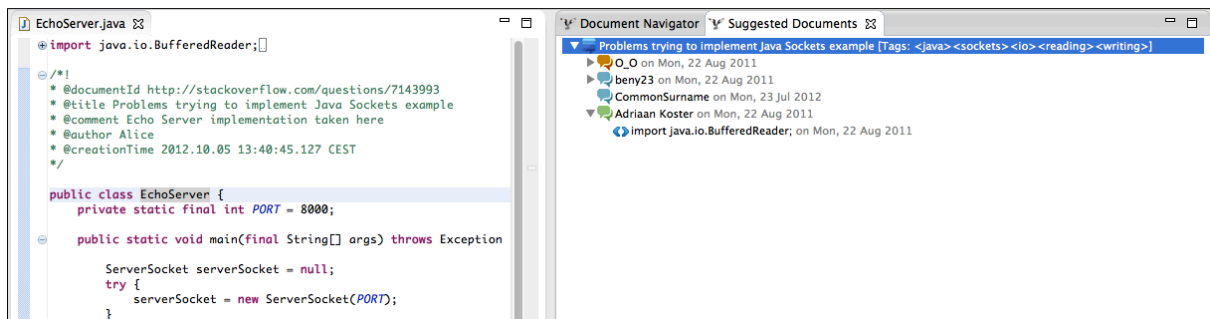 EchoServer.java
import java.io.BufferedReader;
/*!
* @documentId http://stackoverflow.com/questions/7143993
* @title Problems trying to implement Java Sockets example
* @comment Echo Server implementation taken here
* @author Alice
* @creationTime 2012.10.05 13:40:45.127 CEST
*/
public class EchoServer {
private static final int PORT = 8000;
public static void main(final String[] args) throws Exception
ServerSocket serverSocket = null;
try {
serverSocket = new ServerSocket(PORT);
}
Document Navigator Suggested Documents
Problems trying to implement Java Sockets example [Tags: <java><sockets><io><reading><writing>]
O_O on Mon, 22 Aug 2011
beny23 on Mon, 22 Aug 2011
CommonSurname on Mon, 23 Jul 2012
Adriaan Koster on Mon, 22 Aug 2011
import java.io.BufferedReader; on Mon, 22 Aug 2011